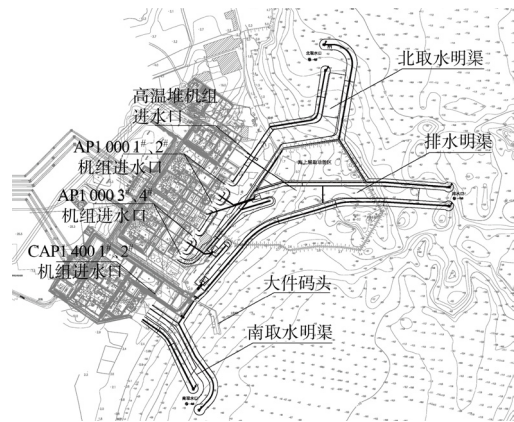 北取水明渠
高温堆机组
进水口
排水明渠
AP1 000 1#、2#
机组进水口
AP1 000 3#、4#
机组进水口
CAP1 400 1#、2#
机组进水口
大件码头
南取水明渠